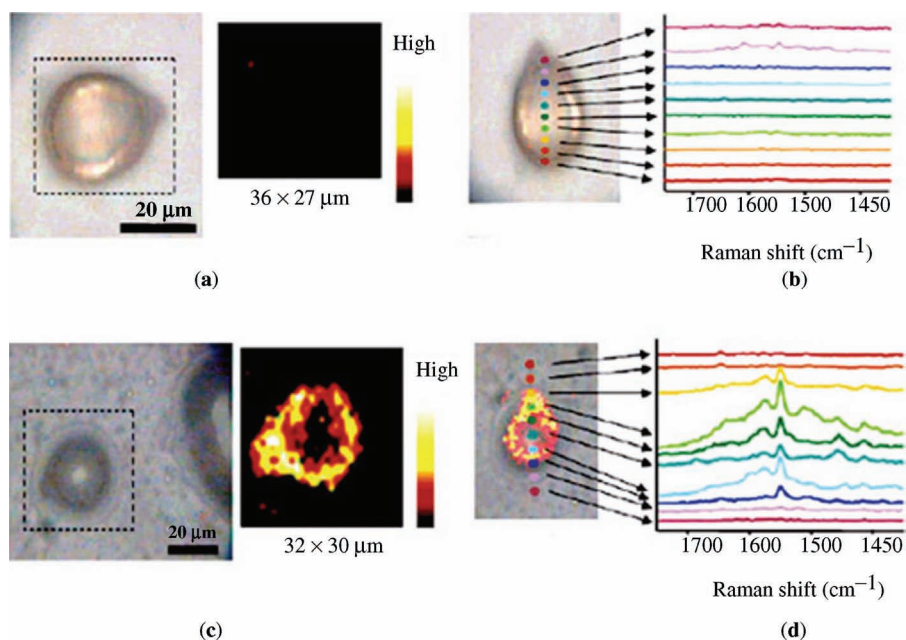 High
20 μm
36 × 27 μm
1700 1600 1500 1450
Raman shift (cm⁻¹)
(a)
(b)
High
20 μm
32 × 30 μm
1700 1600 1500 1450
Raman shift (cm⁻¹)
(c)
(d)